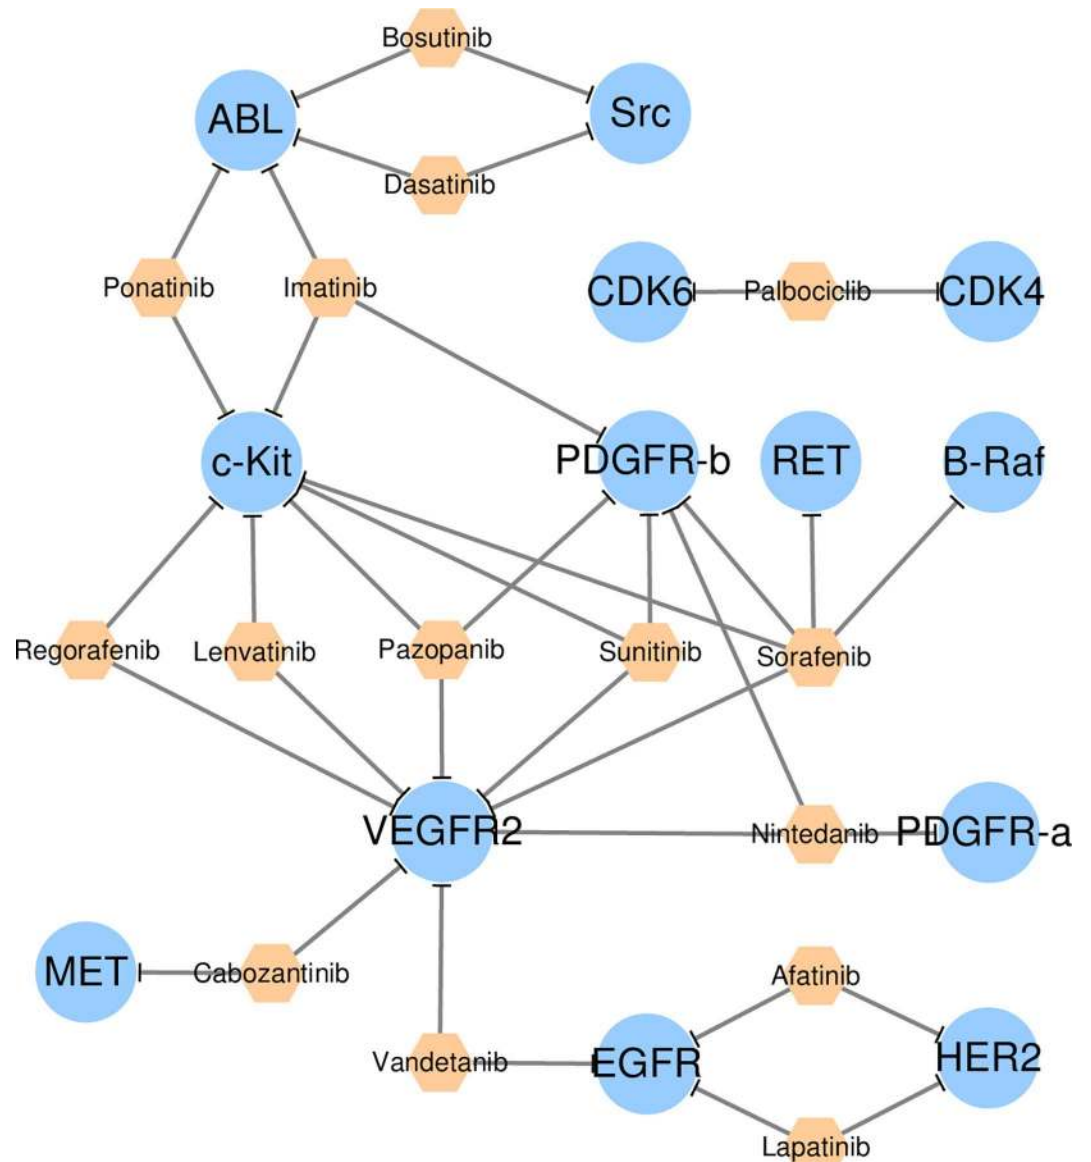 Bosutinib
ABL
Src
Dasatinib
Ponatinib
Imatinib
CDK6
Palbociclib
CDK4
c-Kit
PDGFR-b
RET
B-Raf
Regorafenib
Lenvatinib
Pazopanib
Sunitinib
Sorafenib
VEGFR2
Nintedanib
PDGFR-a
MET
Cabozantinib
Afatinib
Vandetanib
EGFR
HER2
Lapatinib